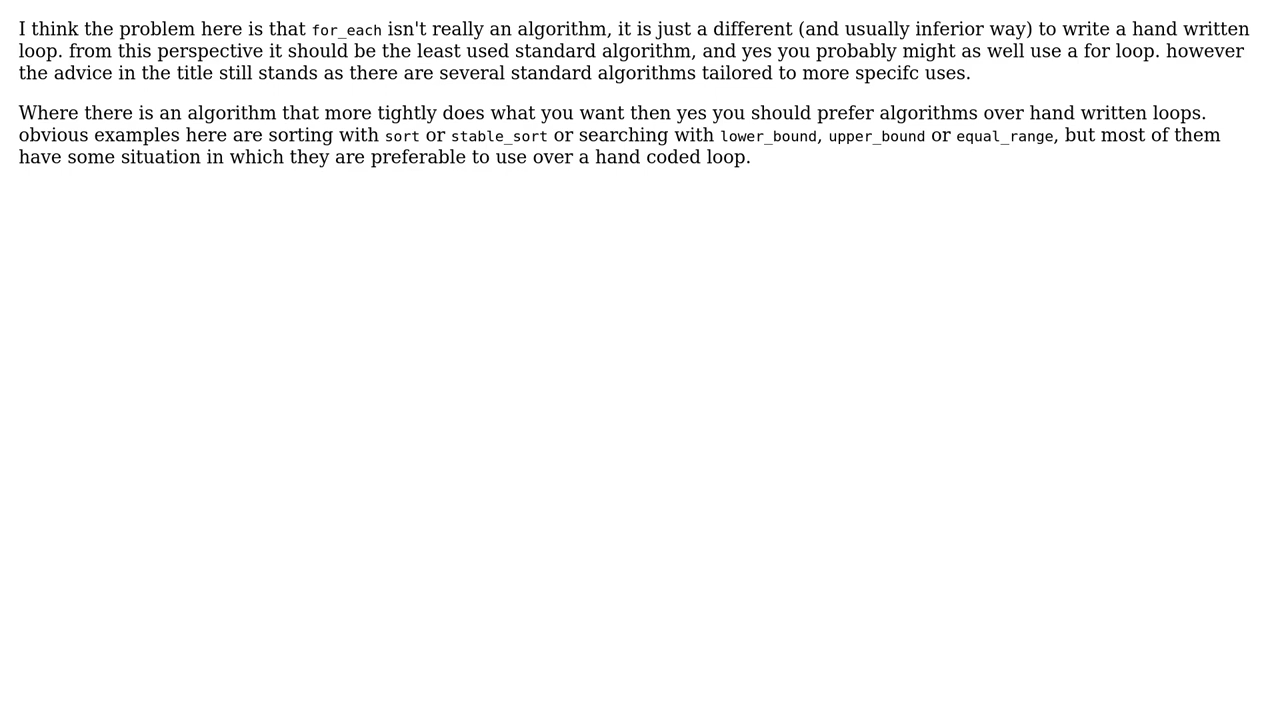 I think the problem here is that for_each isn't really an algorithm, it is just a different (and usually inferior way) to write a hand written
loop. from this perspective it should be the least used standard algorithm, and yes you probably might as well use a for loop. however
the advice in the title still stands as there are several standard algorithms tailored to more specifc uses.
Where there is an algorithm that more tightly does what you want then yes you should prefer algorithms over hand written loops.
obvious examples here are sorting with sort or stable_sort or searching with lower_bound, upper_bound or equal_range, but most of them
have some situation in which they are preferable to use over a hand coded loop.